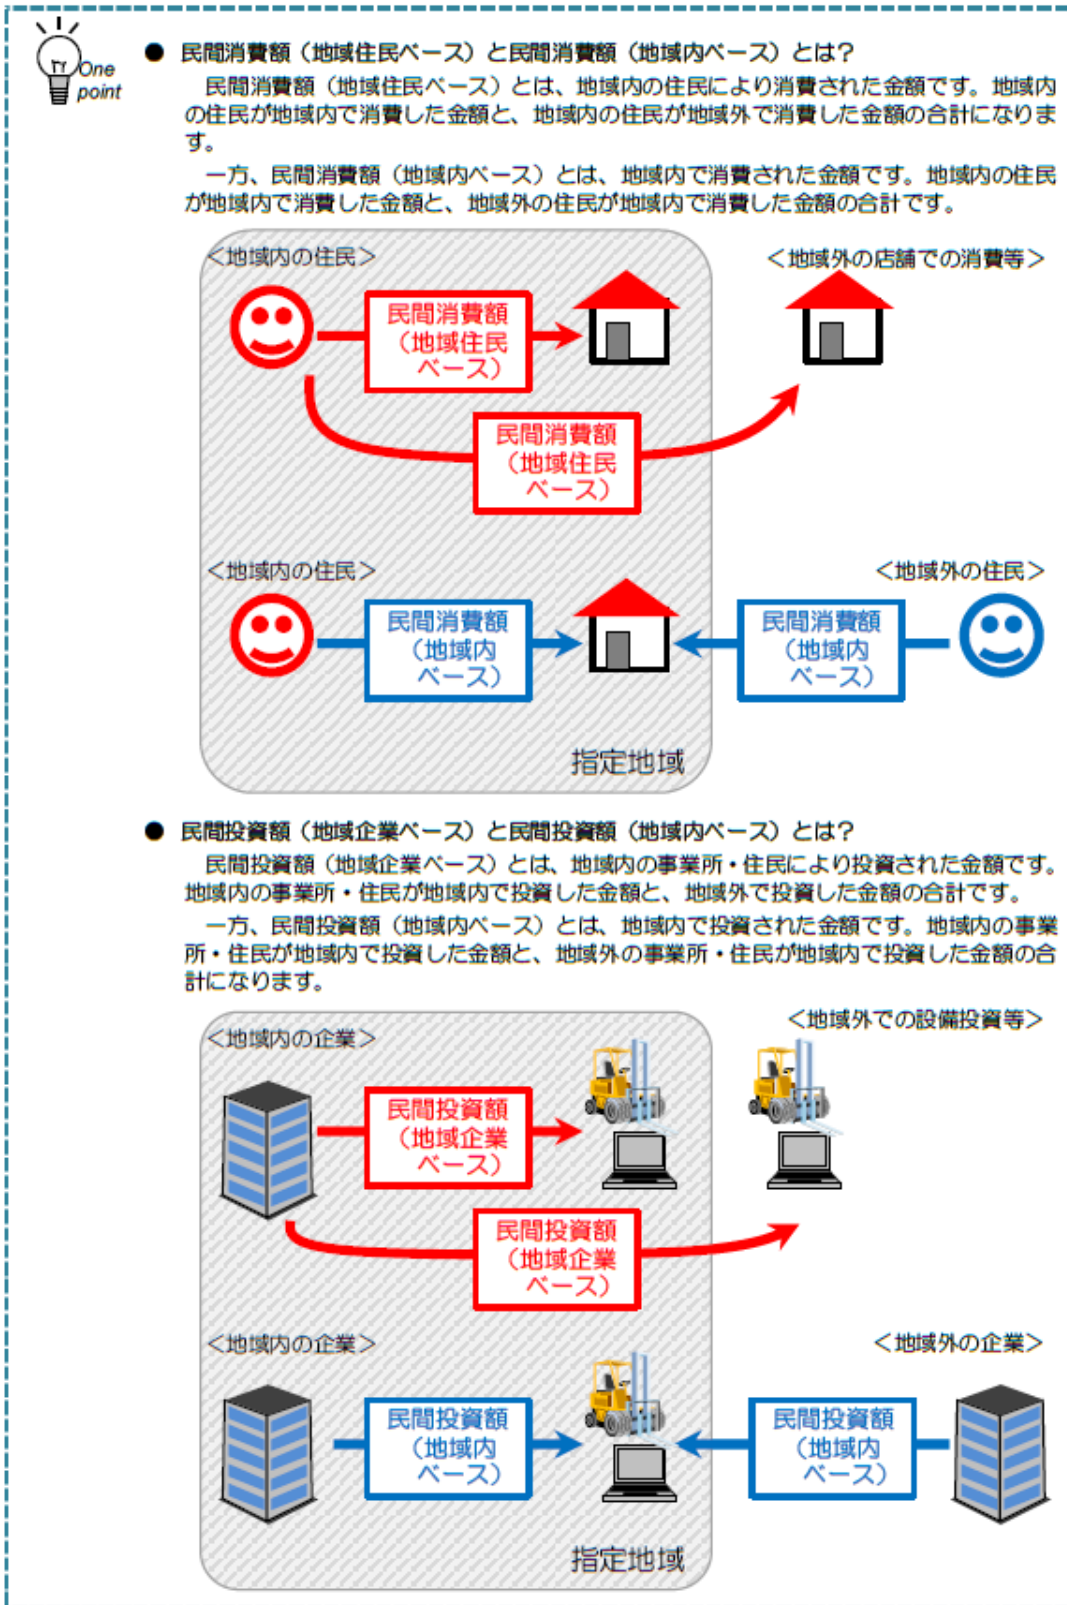 One
point
● 民間消費額（地域住民ベース）と民間消費額（地域内ベース）とは？
民間消費額（地域住民ベース）とは、地域内の住民により消費された金額です。地域内
の住民が地域内で消費した金額と、地域内の住民が地域外で消費した金額の合計になりま
す。
一方、民間消費額（地域内ベース）とは、地域内で消費された金額です。地域内の住民
が地域内で消費した金額と、地域外の住民が地域内で消費した金額の合計です。
＜地域内の住民＞
＜地域外の店舗での消費等＞
民間消費額
（地域住民
ベース）
民間消費額
（地域住民
ベース）
＜地域内の住民＞
＜地域外の住民＞
民間消費額
（地域内
ベース）
民間消費額
（地域内
ベース）
指定地域
● 民間投資額（地域企業ベース）と民間投資額（地域内ベース）とは？
民間投資額（地域企業ベース）とは、地域内の事業所・住民により投資された金額です。
地域内の事業所・住民が地域内で投資した金額と、地域外で投資した金額の合計です。
一方、民間投資額（地域内ベース）とは、地域内で投資された金額です。地域内の事業
所・住民が地域内で投資した金額と、地域外の事業所・住民が地域内で投資した金額の合
計になります。
＜地域内の企業＞
＜地域外での設備投資等＞
民間投資額
（地域企業
ベース）
民間投資額
（地域企業
ベース）
＜地域内の企業＞
＜地域外の企業＞
民間投資額
（地域内
ベース）
民間投資額
（地域内
ベース）
指定地域